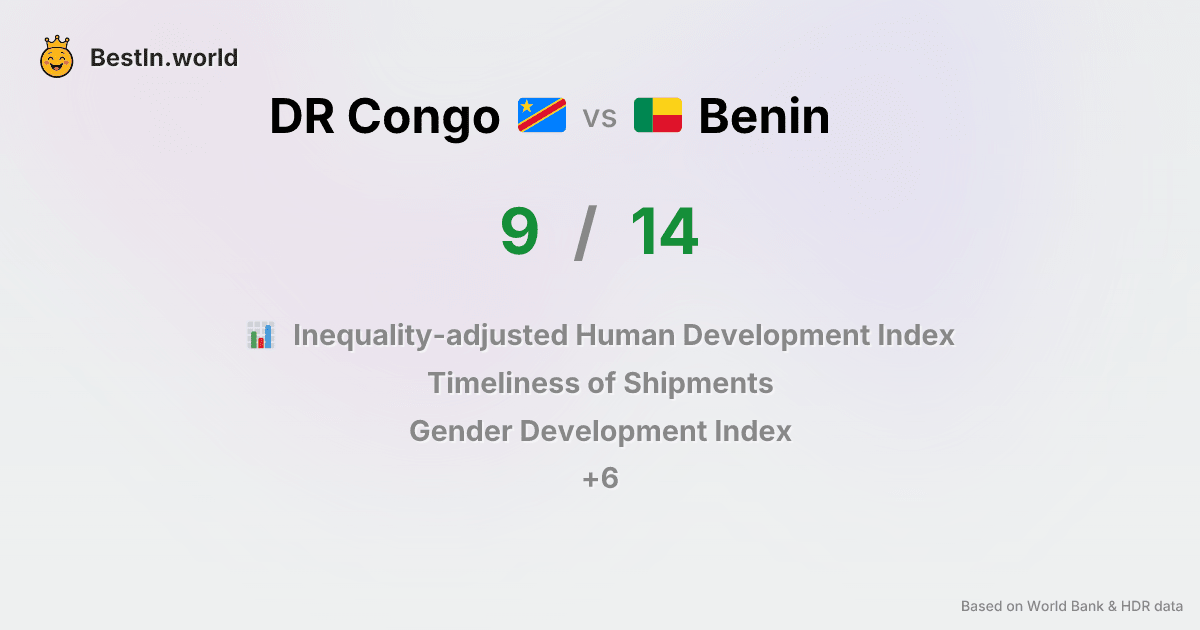 BestIn.world
DR Congo vs Benin
9 / 14
Inequality-adjusted Human Development Index
Timeliness of Shipments
Gender Development Index
+6
Based on World Bank & HDR data